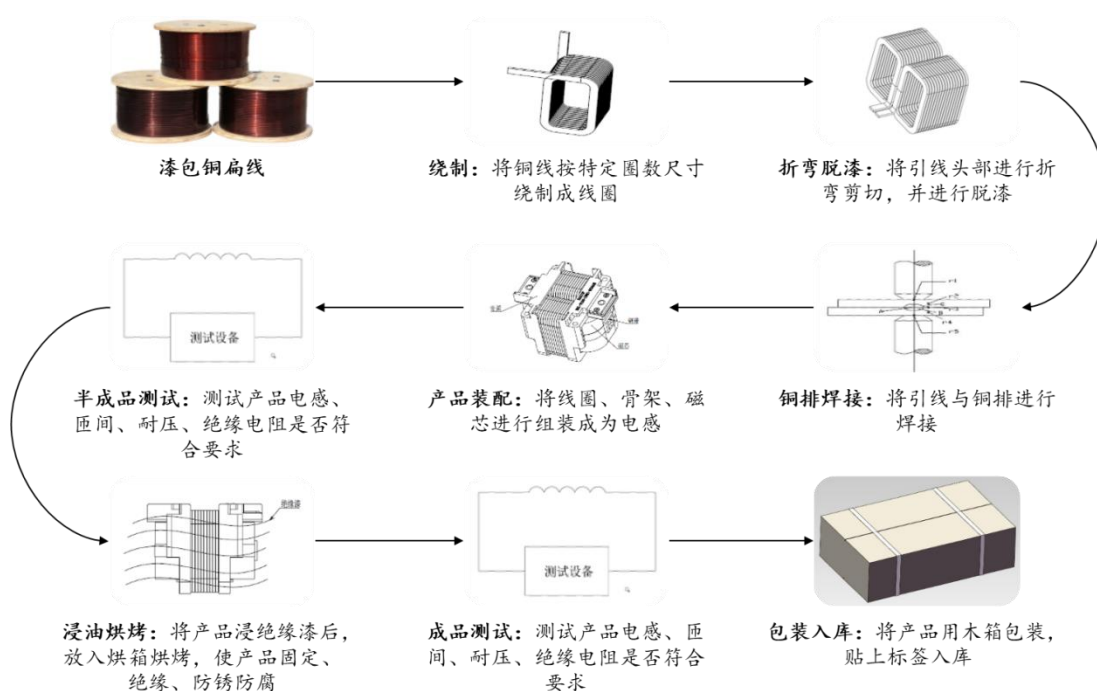 漆包铜扁线
绕制：将铜线按特定圈数尺寸
绕制成线圈
折弯脱漆：将引线头部进行折
弯剪切，并进行脱漆
测试设备
半成品测试：测试产品电感、
匝间、耐压、绝缘电阻是否符
合要求
产品装配：将线圈、骨架、磁
芯进行组装成为电感
铜排焊接：将引线与铜排进行
焊接
绝缘漆
浸油烘烤：将产品浸绝缘漆后，
放入烘箱烘烤，使产品固定、
绝缘、防锈防腐
测试设备
成品测试：测试产品电感、匝
间、耐压、绝缘电阻是否符合
要求
包装入库：将产品用木箱包装，
贴上标签入库